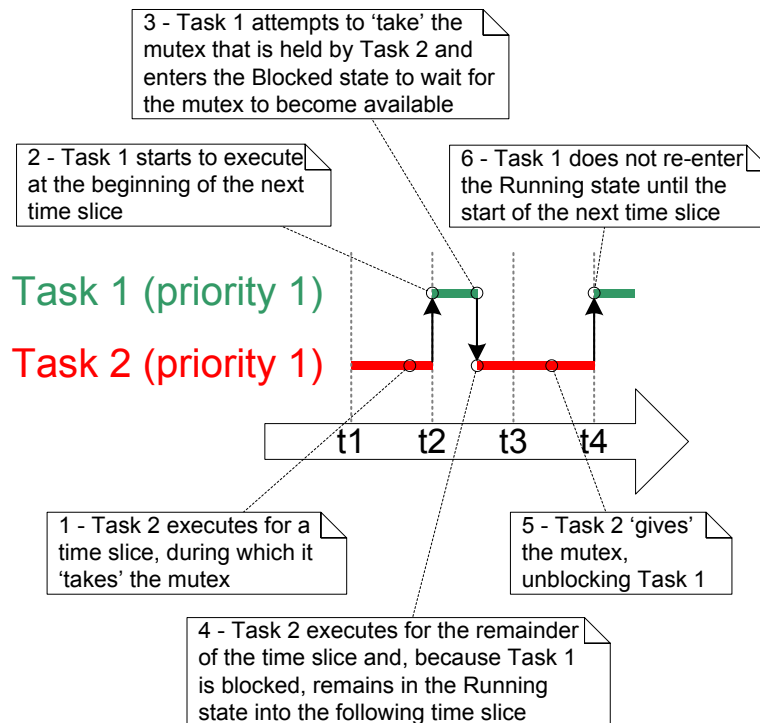 3 - Task 1 attempts to ‘take’ the
mutex that is held by Task 2 and
enters the Blocked state to wait for
the mutex to become available
2 - Task 1 starts to execute
at the beginning of the next
time slice
6 - Task 1 does not re-enter
the Running state until the
start of the next time slice
Task 1 (priority 1)
Task 2 (priority 1)
t1 t2 t3 t4
1 - Task 2 executes for a
time slice, during which it
‘takes’ the mutex
5 - Task 2 ‘gives’
the mutex,
unblocking Task 1
4 - Task 2 executes for the remainder
of the time slice and, because Task 1
is blocked, remains in the Running
state into the following time slice